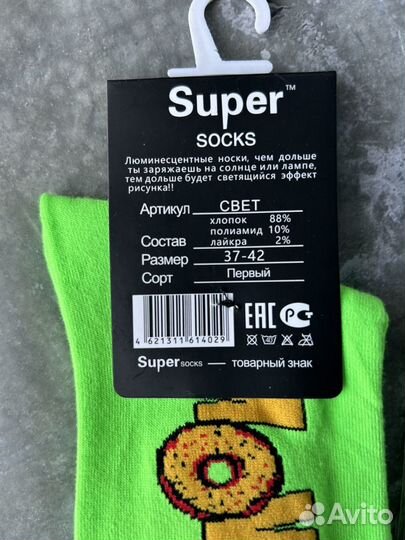 Super™
SOCKS
Люминесцентные носки, чем дольше
ты заряжаешь на солнце или лампе,
тем дольше будет светящийся эффект
рисунка!!
Артикул СВЕТ
хлопок 88%
Состав полиамид 10%
лайкра 2%
Размер 37-42
Сорт Первый
4 621311 614029
ЕАС РСТ
Super socks — товарный знак
Avito